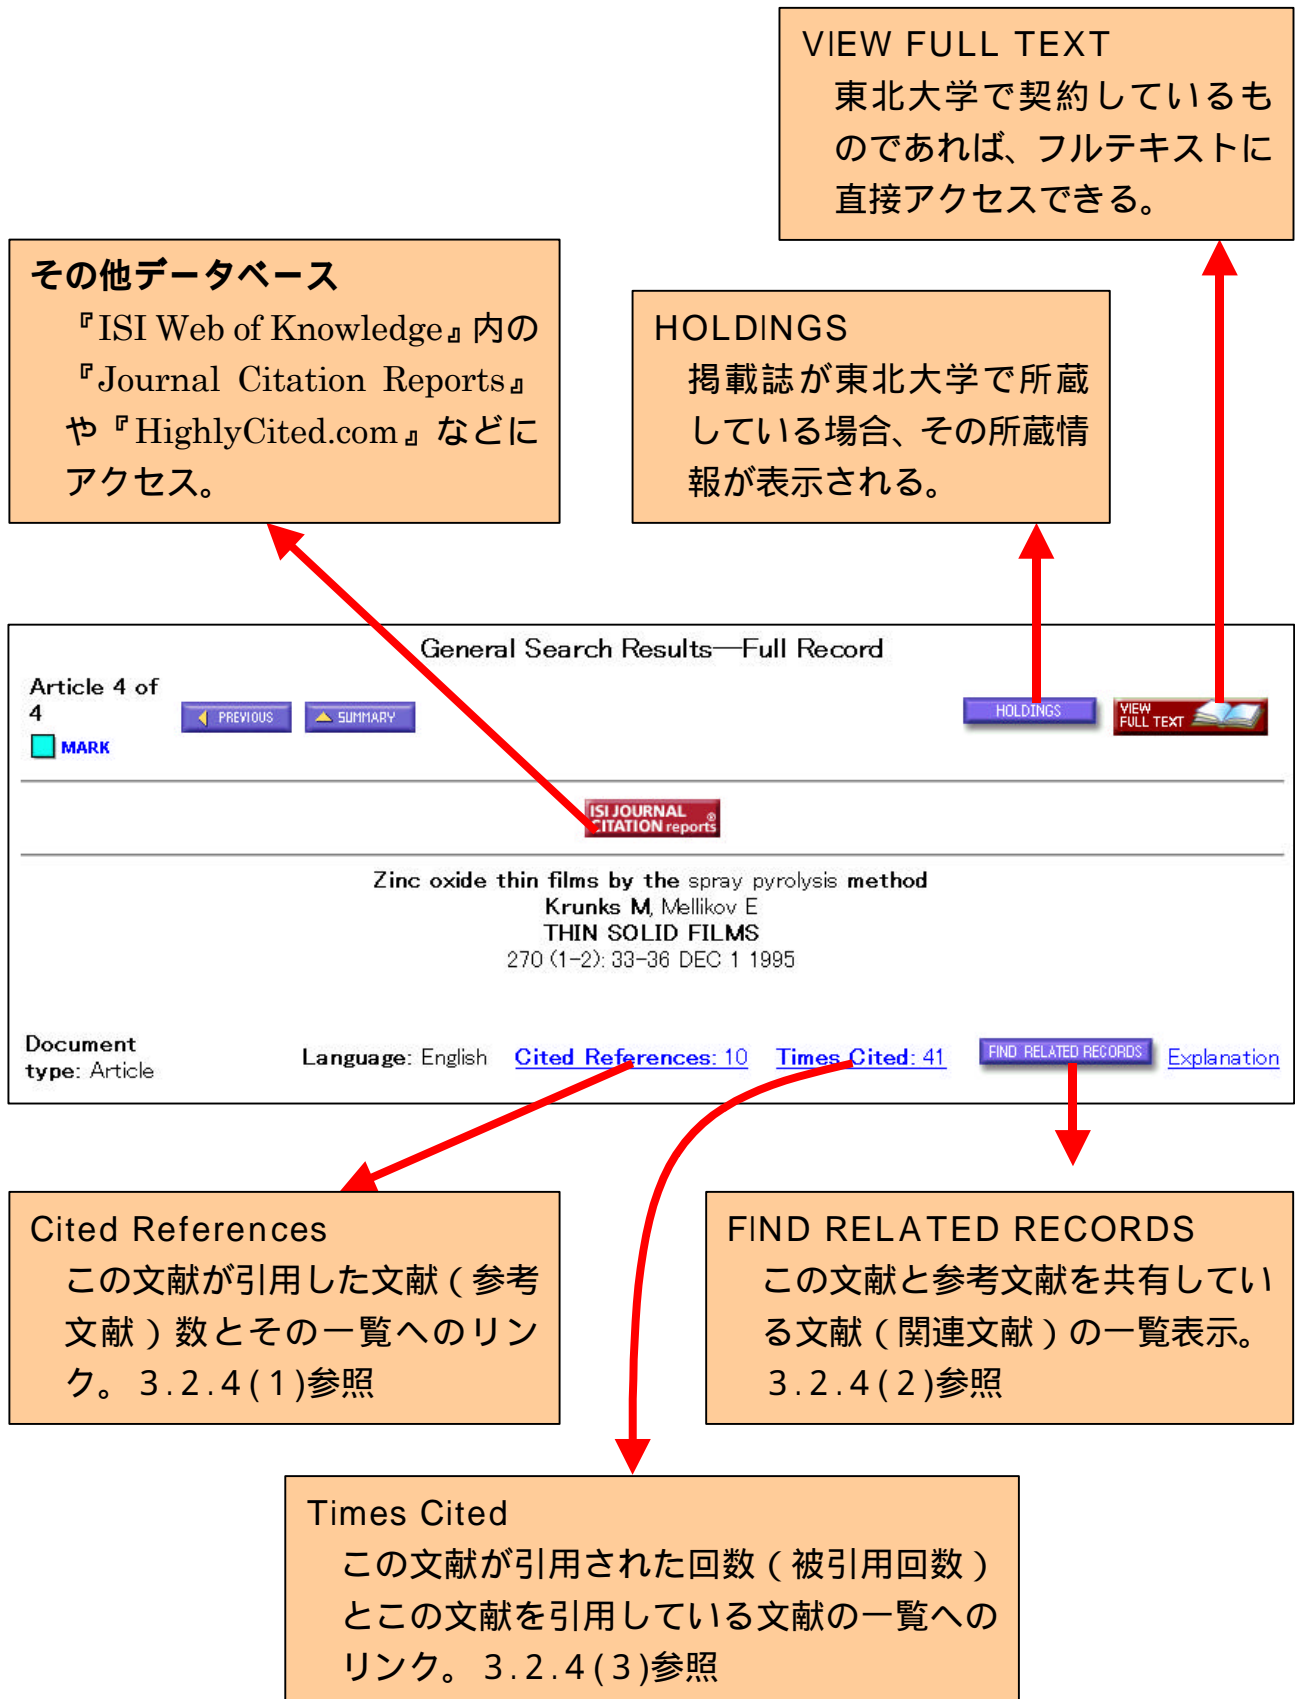 VIEW FULL TEXT
東北大学で契約しているも
のであれば、フルテキストに
直接アクセスできる。
その他データベース
『ISI Web of Knowledge』内の
『Journal Citation Reports』
や『HighlyCited.com』などに
アクセス。
HOLDINGS
掲載誌が東北大学で所蔵
している場合、その所蔵情
報が表示される。
General Search Results—Full Record
Article 4 of
4
PREVIOUS
SUMMARY
HOLDINGS
VIEW
FULL TEXT
MARK
ISI JOURNAL
CITATION reports®
Zinc oxide thin films by the spray pyrolysis method
Krunks M, Mellikov E
THIN SOLID FILMS
270 (1-2): 33-36 DEC 1 1995
Document
type: Article
Language: English
Cited References: 10
Times Cited: 41
FIND RELATED RECORDS
Explanation
Cited References
この文献が引用した文献（参考
文献）数とその一覧へのリン
ク。 3.2.4(1)参照
FIND RELATED RECORDS
この文献と参考文献を共有してい
る文献（関連文献）の一覧表示。
3.2.4(2)参照
Times Cited
この文献が引用された回数（被引用回数）
とこの文献を引用している文献の一覧への
リンク。 3.2.4(3)参照